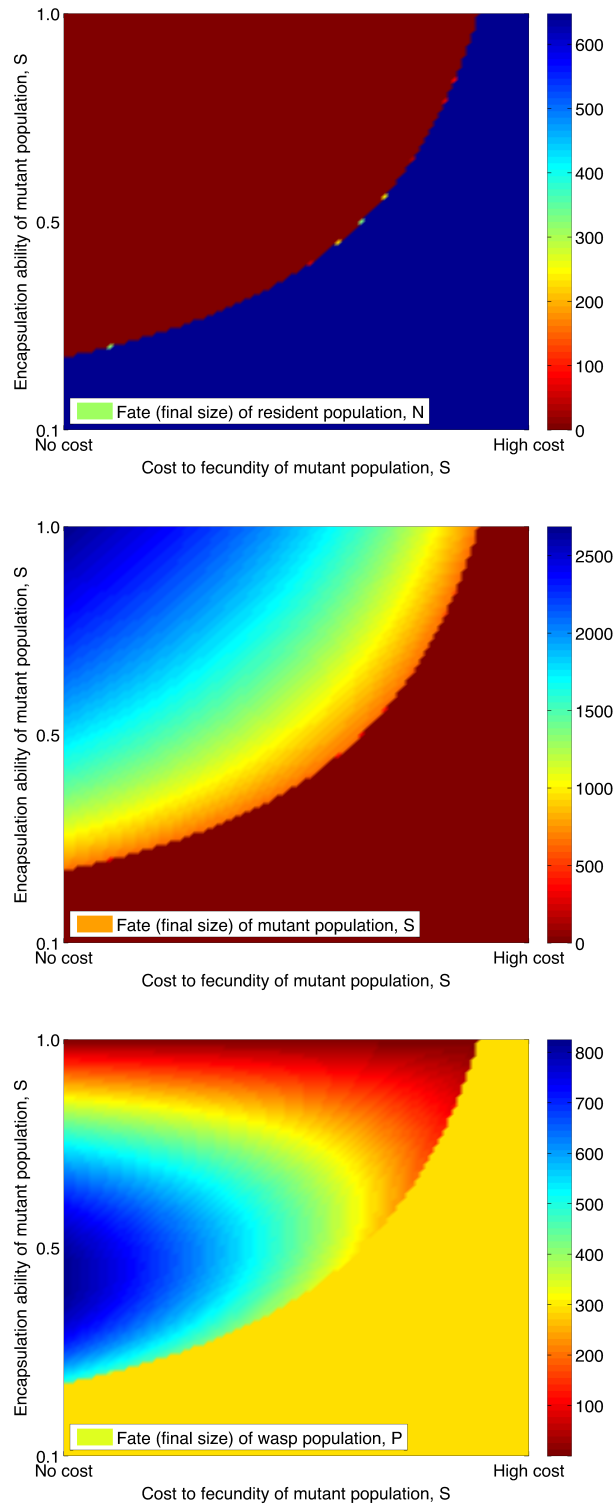 1.0
0.5
0.1
Encapsulation ability of mutant population, S
Fate (final size) of resident population, N
No cost
High cost
Cost to fecundity of mutant population, S
600
500
400
300
200
100
0
1.0
0.5
0.1
Encapsulation ability of mutant population, S
Fate (final size) of mutant population, S
No cost
High cost
Cost to fecundity of mutant population, S
2500
2000
1500
1000
500
0
1.0
0.5
0.1
Encapsulation ability of mutant population, S
Fate (final size) of wasp population, P
No cost
High cost
Cost to fecundity of mutant population, S
800
700
600
500
400
300
200
100